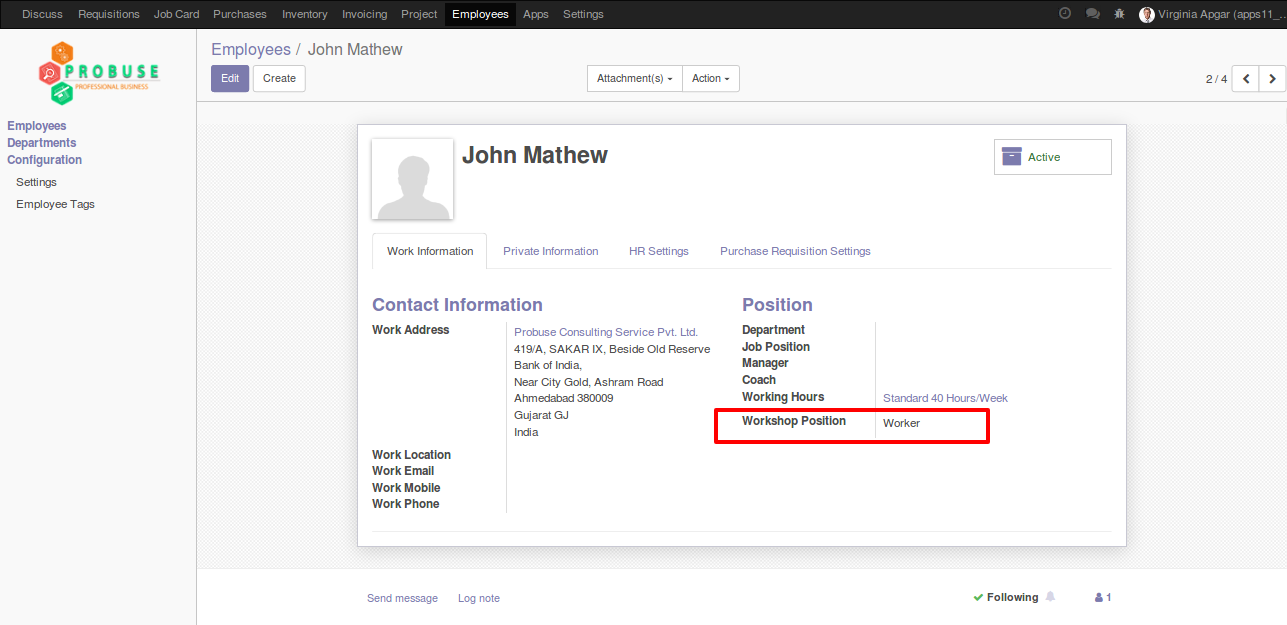 Discuss Requisitions Job Card Purchases Inventory Invoicing Project Employees Apps Settings Virginia Apgar (apps11_...
PROBUSE
PROFESSIONAL BUSINESS
Employees
Departments
Configuration
Settings
Employee Tags
Employees / John Mathew
Edit Create Attachment(s) Action 2 / 4
John Mathew
Active
Work Information Private Information HR Settings Purchase Requisition Settings
Contact Information
Work Address Probuse Consulting Service Pvt. Ltd.
419/A, SAKAR IX, Beside Old Reserve
Bank of India,
Near City Gold, Ashram Road
Ahmedabad 380009
Gujarat GJ
India
Work Location
Work Email
Work Mobile
Work Phone
Position
Department
Job Position
Manager
Coach
Working Hours Standard 40 Hours/Week
Workshop Position Worker
Send message Log note Following 1